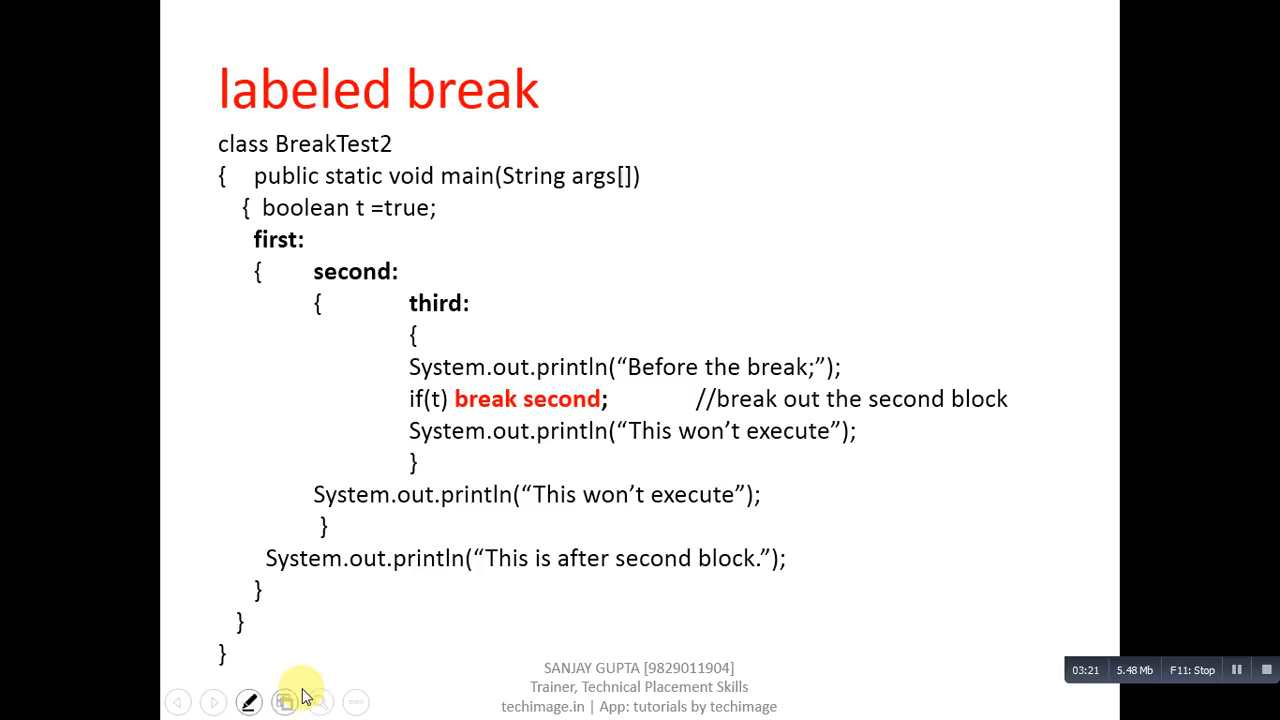 labeled break
class BreakTest2
{ public static void main(String args[])
{ boolean t =true;
first:
{ second:
{ third:
{
System.out.println(“Before the break;”);
if(t) break second; //break out the second block
System.out.println(“This won’t execute”);
}
System.out.println(“This won’t execute”);
}
System.out.println(“This is after second block.”);
}
}
}
SANJAY GUPTA [9829011904]
Trainer, Technical Placement Skills
techimage.in | App: tutorials by techimage
03:21 5.48 Mb F11: Stop